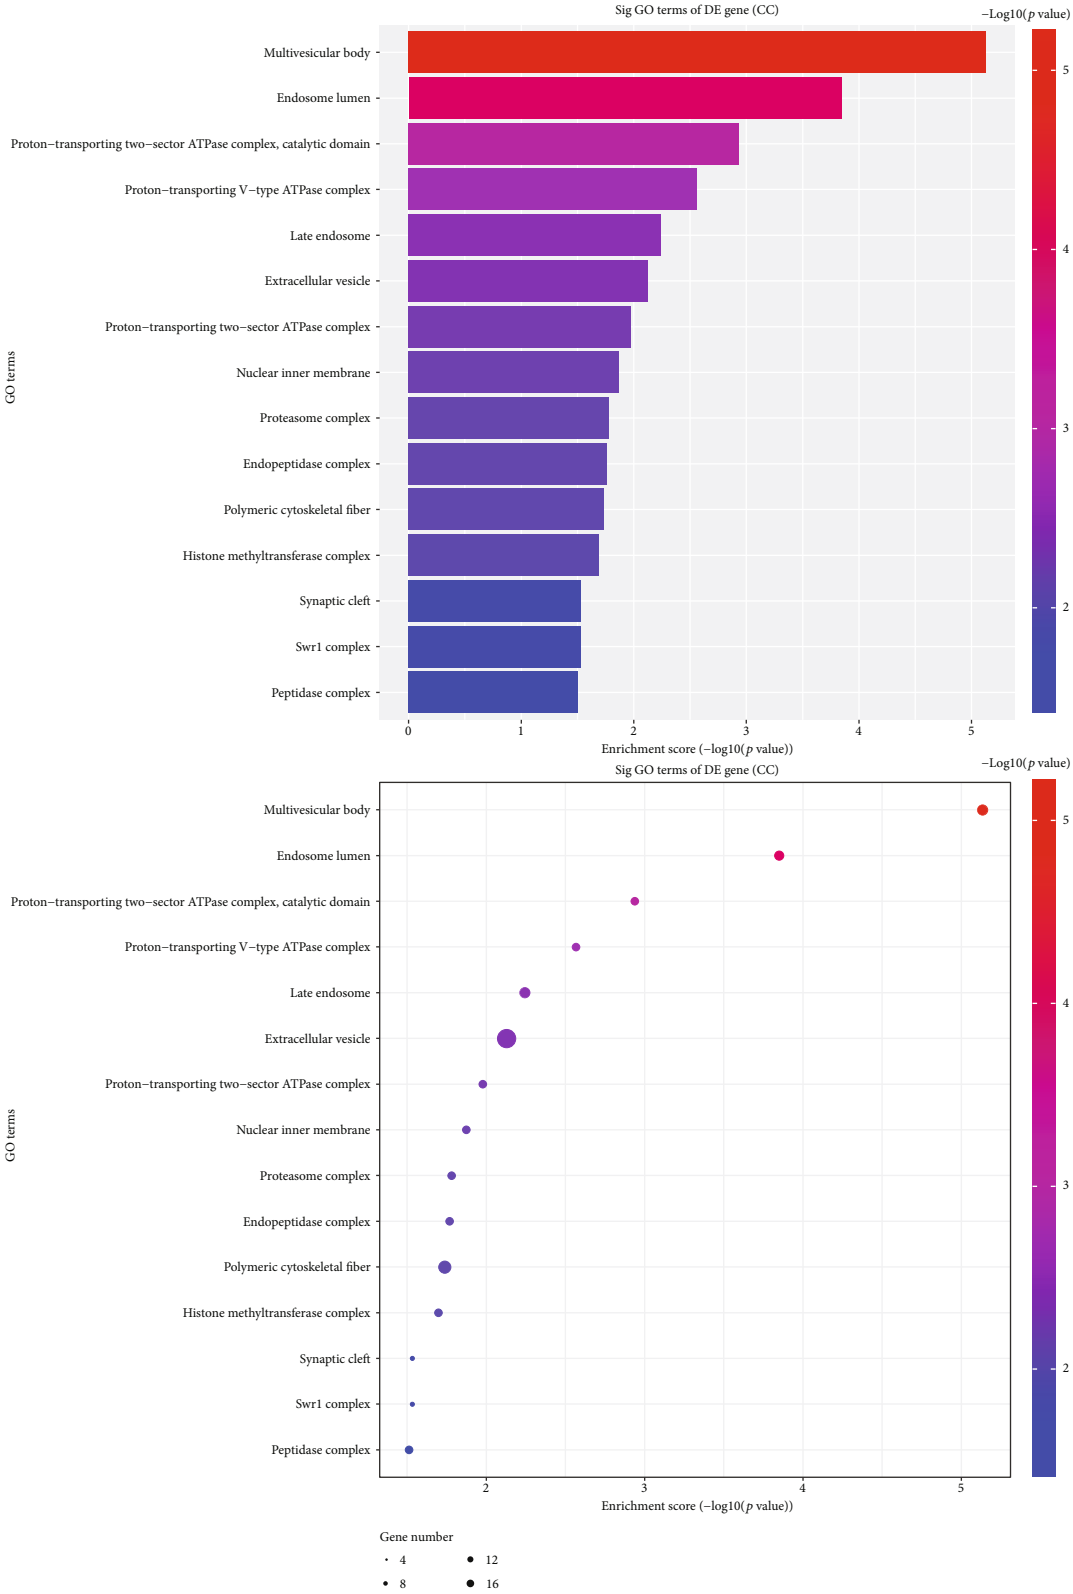 Sig GO terms of DE gene (CC)
−Log10(p value)
Multivesicular body
Endosome lumen
Proton−transporting two−sector ATPase complex, catalytic domain
Proton−transporting V−type ATPase complex
Late endosome
Extracellular vesicle
Proton−transporting two−sector ATPase complex
Nuclear inner membrane
Proteasome complex
Endopeptidase complex
Polymeric cytoskeletal fiber
Histone methyltransferase complex
Synaptic cleft
Swr1 complex
Peptidase complex
GO terms
5
4
3
2
0 1 2 3 4 5
Enrichment score (−log10(p value))
Sig GO terms of DE gene (CC)
−Log10(p value)
Multivesicular body
Endosome lumen
Proton−transporting two−sector ATPase complex, catalytic domain
Proton−transporting V−type ATPase complex
Late endosome
Extracellular vesicle
Proton−transporting two−sector ATPase complex
Nuclear inner membrane
Proteasome complex
Endopeptidase complex
Polymeric cytoskeletal fiber
Histone methyltransferase complex
Synaptic cleft
Swr1 complex
Peptidase complex
GO terms
5
4
3
2
2 3 4 5
Enrichment score (−log10(p value))
Gene number
4 12
8 16